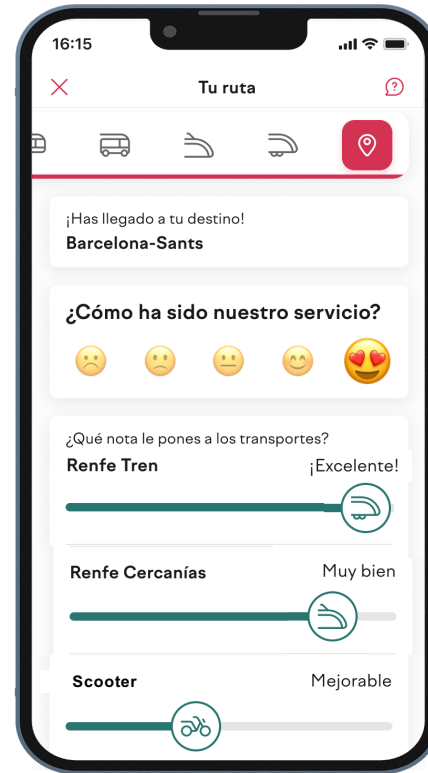 16:15
Tu ruta
¡Has llegado a tu destino!
Barcelona-Sants
¿Cómo ha sido nuestro servicio?
¿Qué nota le pones a los transportes?
Renfe Tren ¡Excelente!
Renfe Cercanías Muy bien
Scooter Mejorable